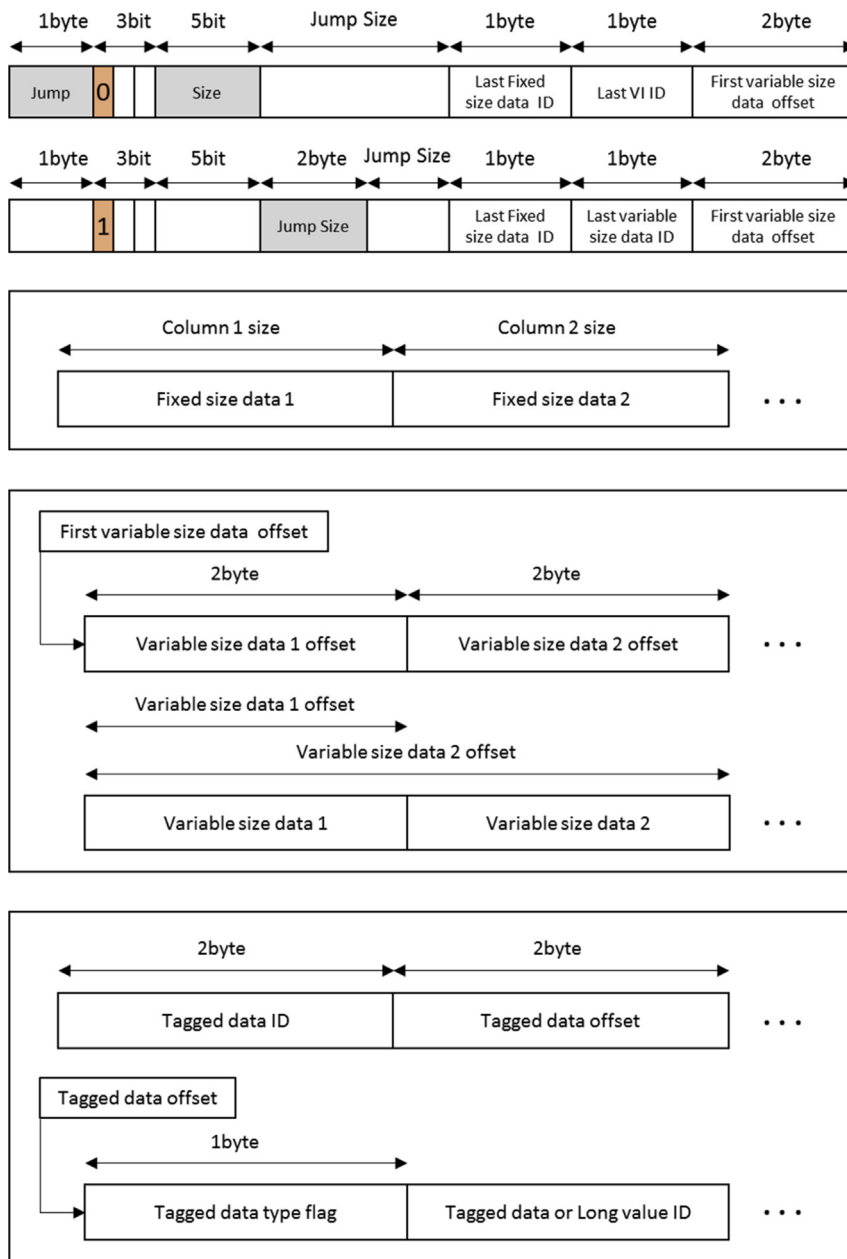 1byte 3bit 5bit Jump Size 1byte 1byte 2byte
Jump 0 Size Last Fixed size data ID Last VI ID First variable size data offset
1byte 3bit 5bit 2byte Jump Size 1byte 1byte 2byte
1 Jump Size Last Fixed size data ID Last variable size data ID First variable size data offset
Column 1 size Column 2 size
Fixed size data 1 Fixed size data 2 • • •
First variable size data offset
2byte 2byte
Variable size data 1 offset Variable size data 2 offset • • •
Variable size data 1 offset
Variable size data 2 offset
Variable size data 1 Variable size data 2 • • •
2byte 2byte
Tagged data ID Tagged data offset • • •
Tagged data offset
1byte
Tagged data type flag Tagged data or Long value ID • • •